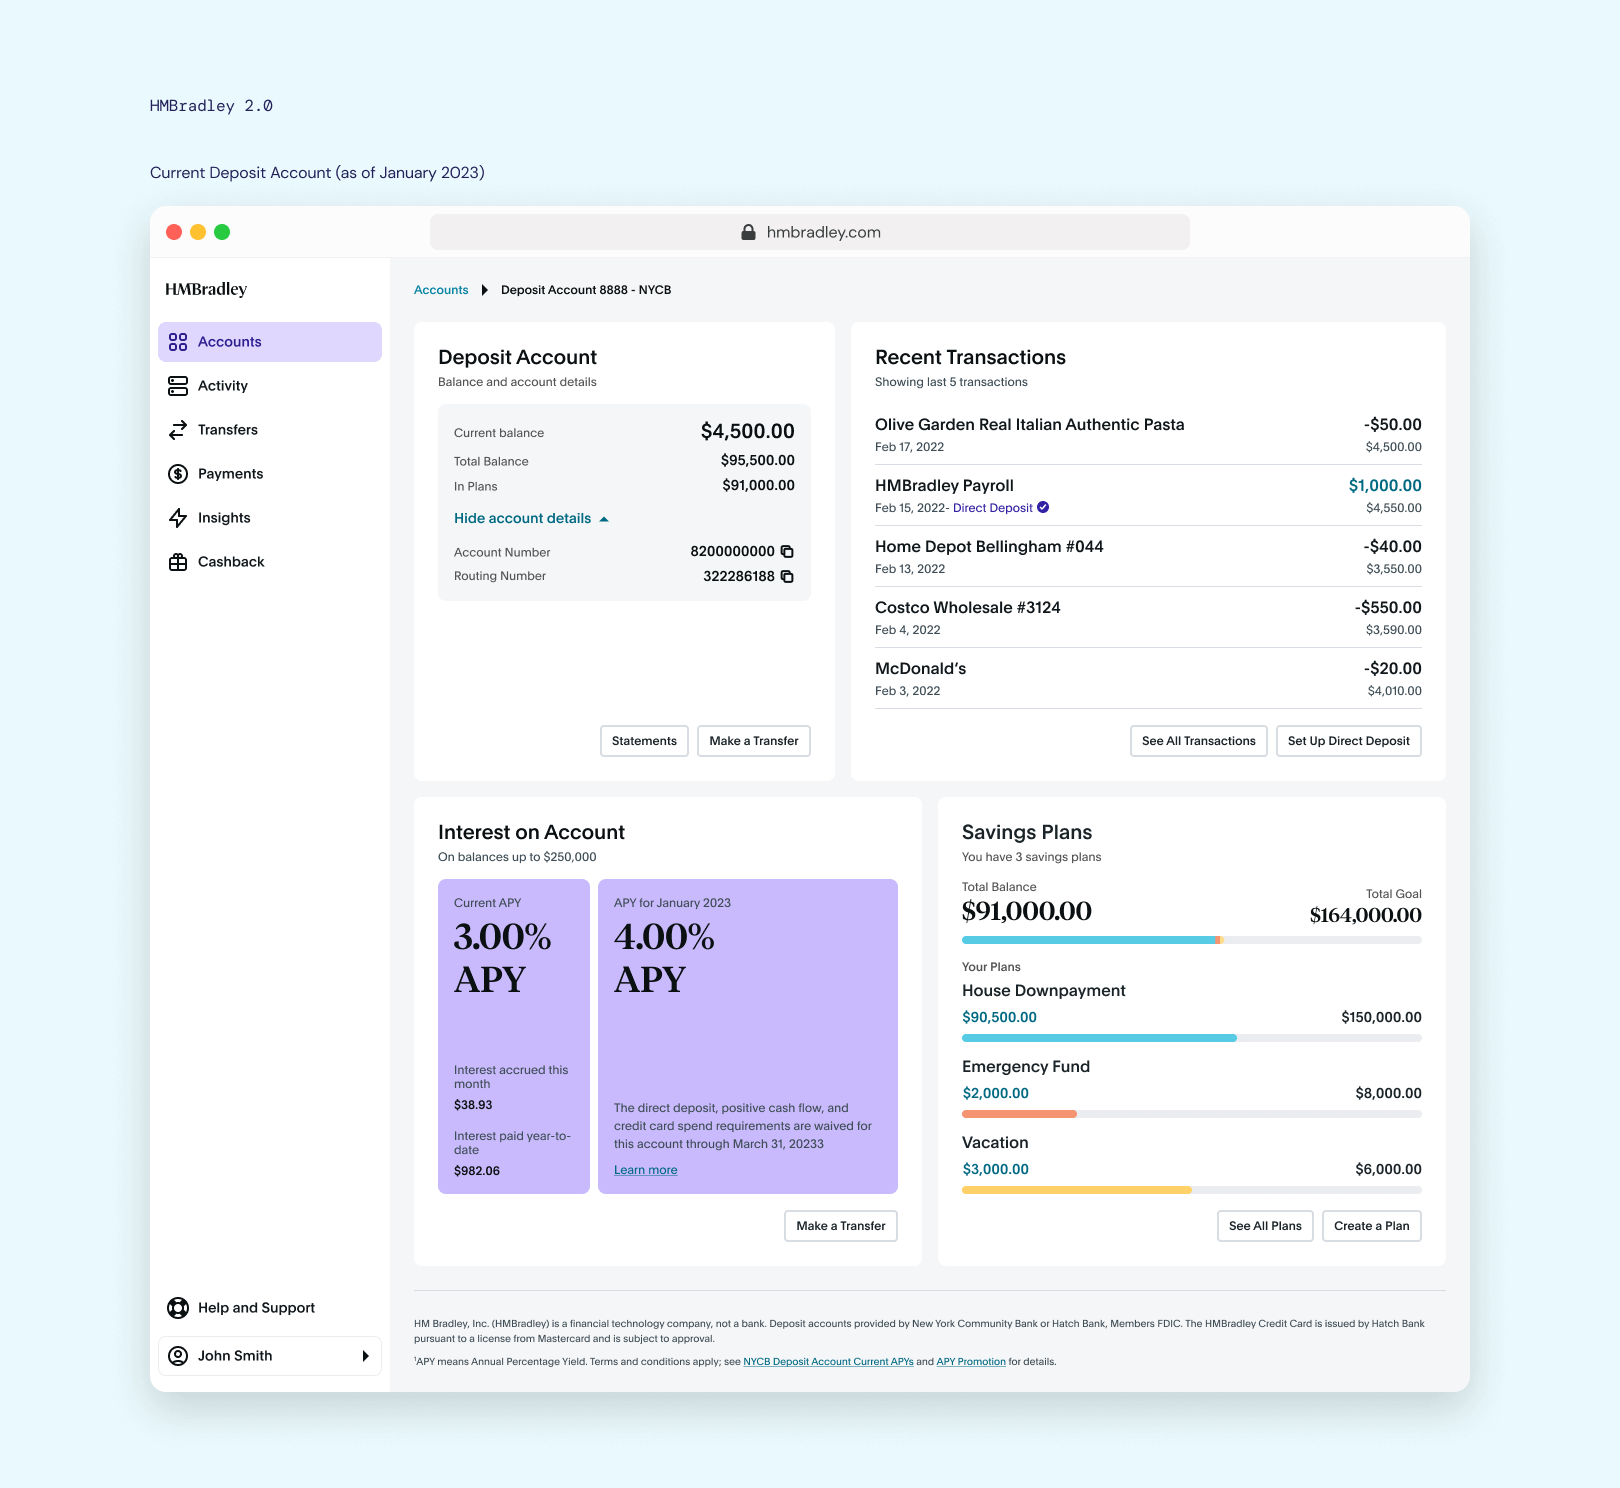 HMBradley 2.0
Current Deposit Account (as of January 2023)
hmbradley.com
HMBradley
Accounts
Activity
Transfers
Payments
Insights
Cashback
Help and Support
John Smith
Accounts Deposit Account 8888 - NYCB
Deposit Account
Balance and account details
Current balance $4,500.00
Total Balance $95,500.00
In Plans $91,000.00
Hide account details
Account Number 8200000000
Routing Number 322286188
Statements Make a Transfer
Recent Transactions
Showing last 5 transactions
Olive Garden Real Italian Authentic Pasta -$50.00
Feb 17, 2022 $4,500.00
HMBradley Payroll $1,000.00
Feb 15, 2022- Direct Deposit $4,550.00
Home Depot Bellingham #044 -$40.00
Feb 13, 2022 $3,550.00
Costco Wholesale #3124 -$550.00
Feb 4, 2022 $3,590.00
McDonald's -$20.00
Feb 3, 2022 $4,010.00
See All Transactions Set Up Direct Deposit
Interest on Account
On balances up to $250,000
Current APY
3.00%
APY
Interest accrued this
month
$38.93
Interest paid year-to-
date
$982.06
APY for January 2023
4.00%
APY
The direct deposit, positive cash flow, and
credit card spend requirements are waived for
this account through March 31, 20233
Learn more
Make a Transfer
Savings Plans
You have 3 savings plans
Total Balance Total Goal
$91,000.00 $164,000.00
Your Plans
House Downpayment
$90,500.00 $150,000.00
Emergency Fund
$2,000.00 $8,000.00
Vacation
$3,000.00 $6,000.00
See All Plans Create a Plan
HM Bradley, Inc. (HMBradley) is a financial technology company, not a bank. Deposit accounts provided by New York Community Bank or Hatch Bank, Members FDIC. The HMBradley Credit Card is issued by Hatch Bank
pursuant to a license from Mastercard and is subject to approval.
¹APY means Annual Percentage Yield. Terms and conditions apply; see NYCB Deposit Account Current APYs and APY Promotion for details.